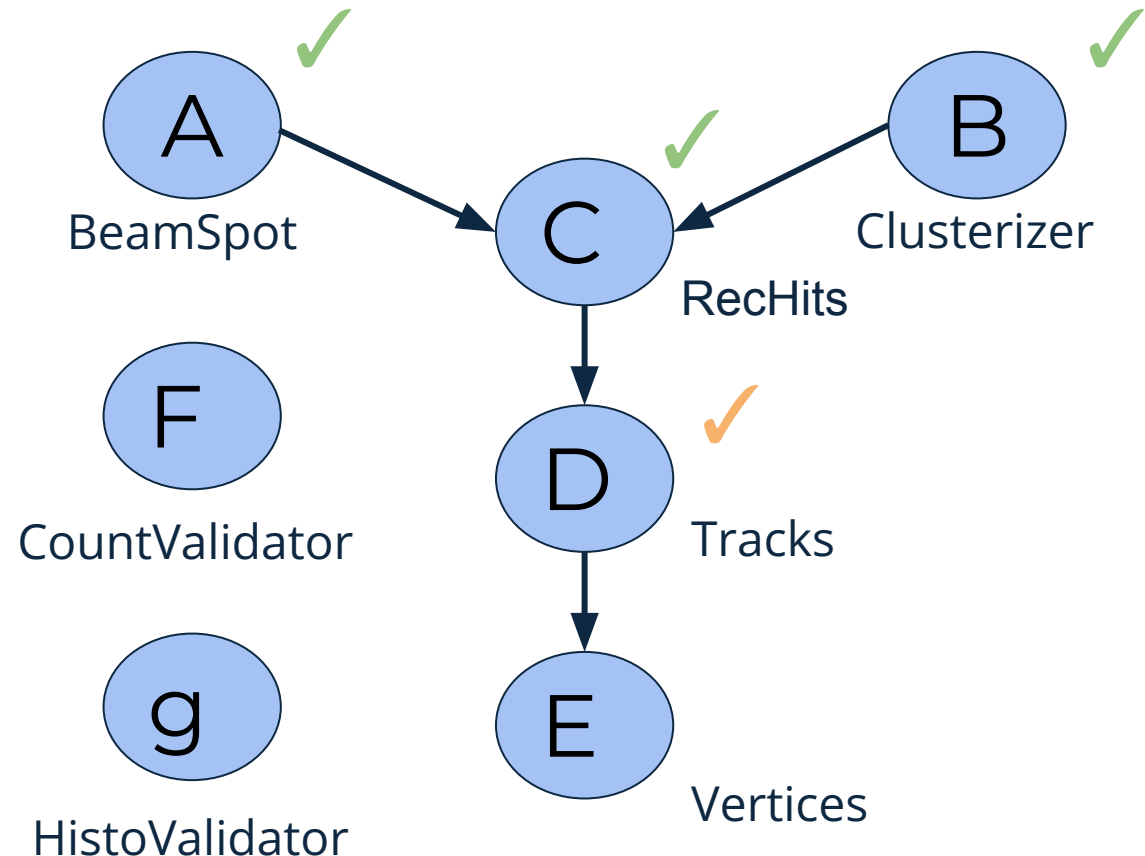 A
BeamSpot
B
Clusterizer
C
RecHits
F
CountValidator
D
Tracks
g
HistoValidator
E
Vertices